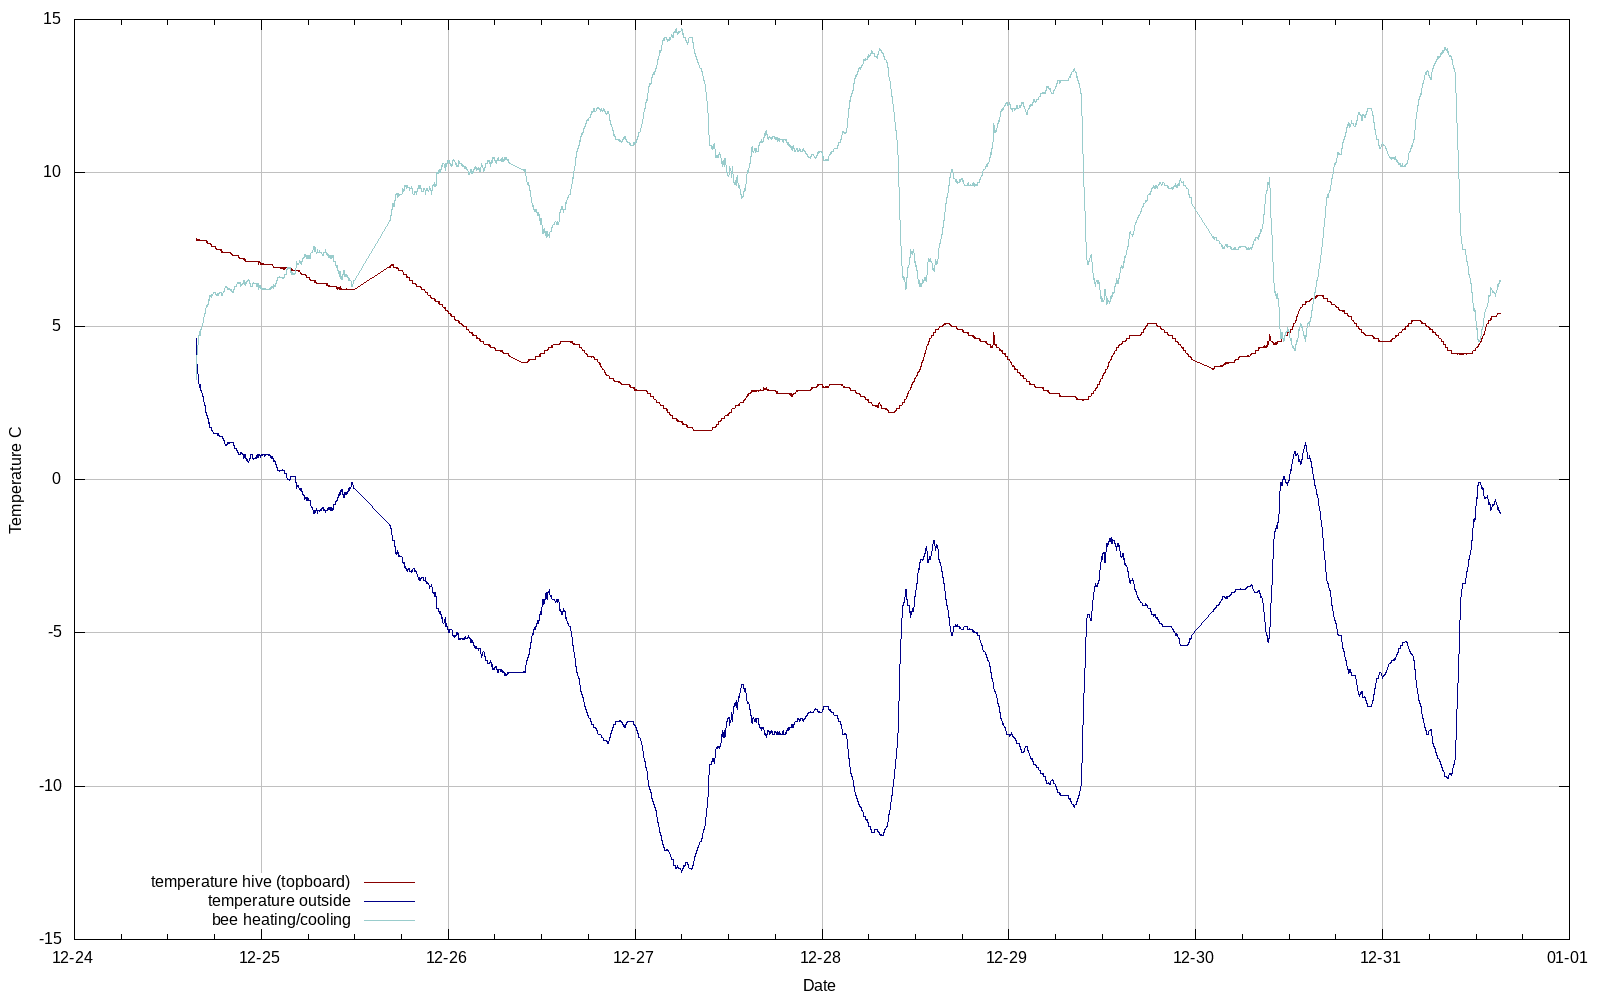 15
10
5
0
-5
-10
-15
Temperature C
temperature hive (topboard)
temperature outside
bee heating/cooling
12-24 12-25 12-26 12-27 12-28 12-29 12-30 12-31 01-01
Date